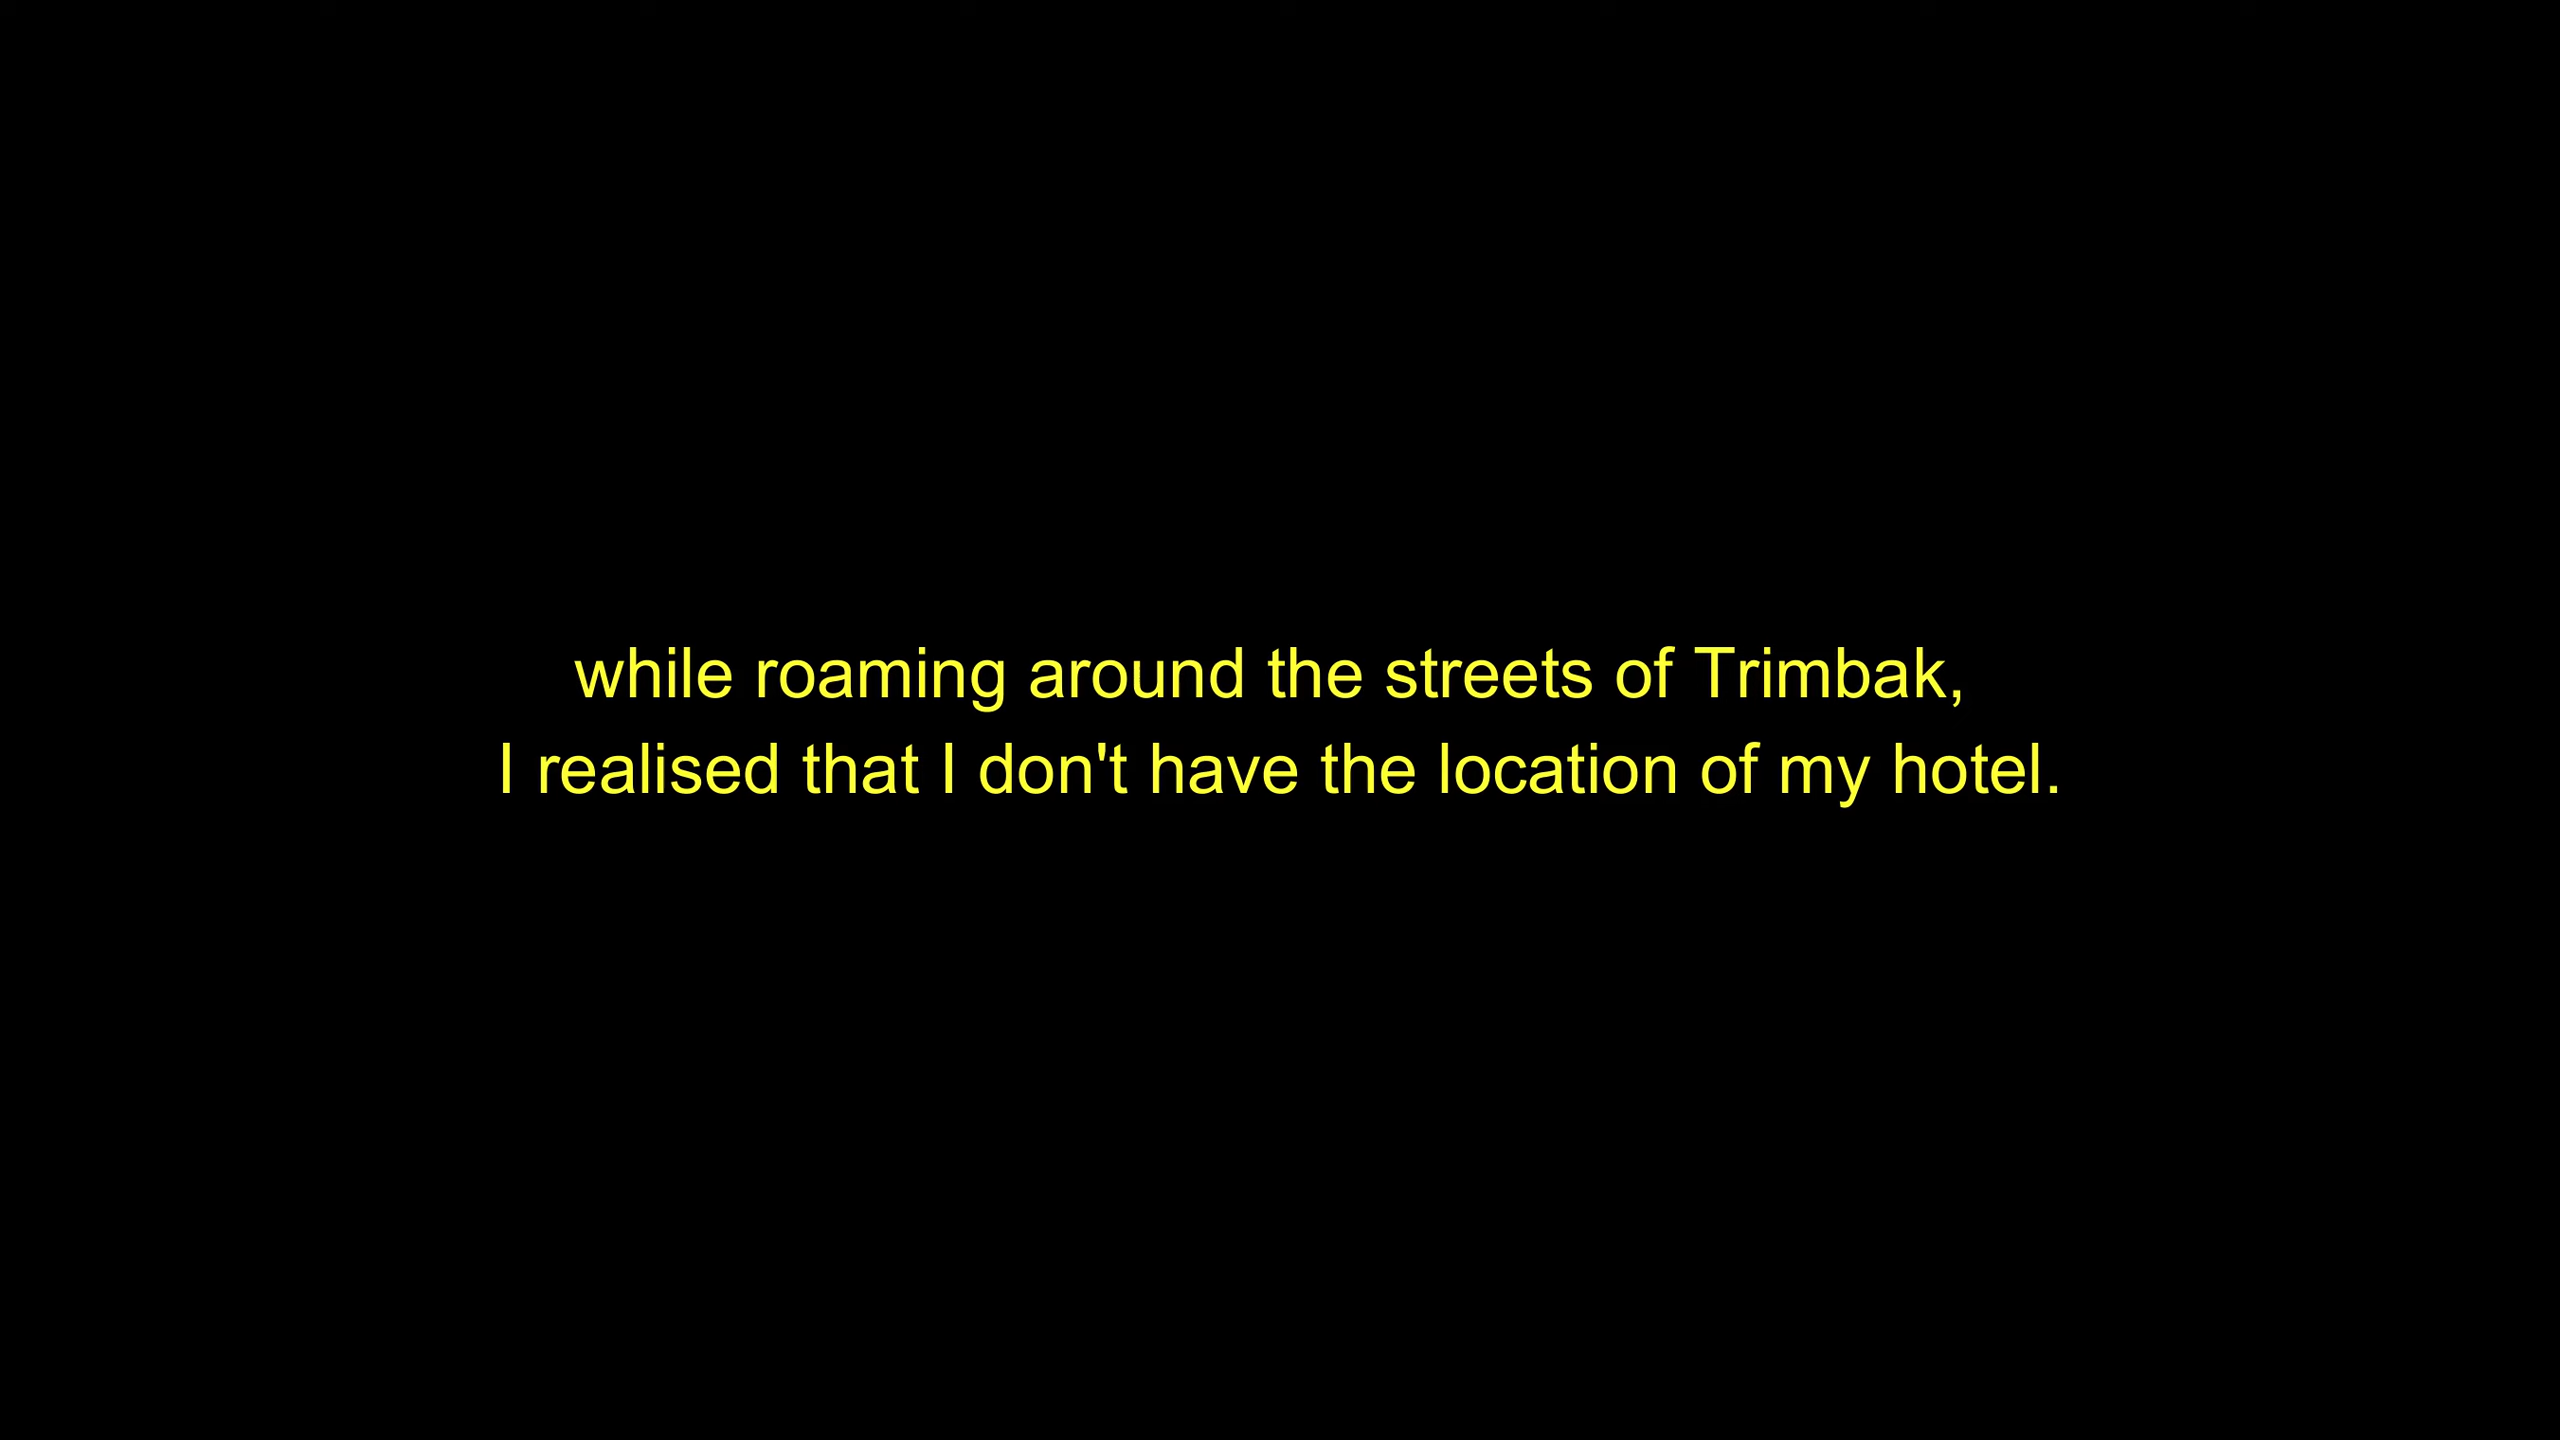 while roaming around the streets of Trimbak,
I realised that I don't have the location of my hotel.